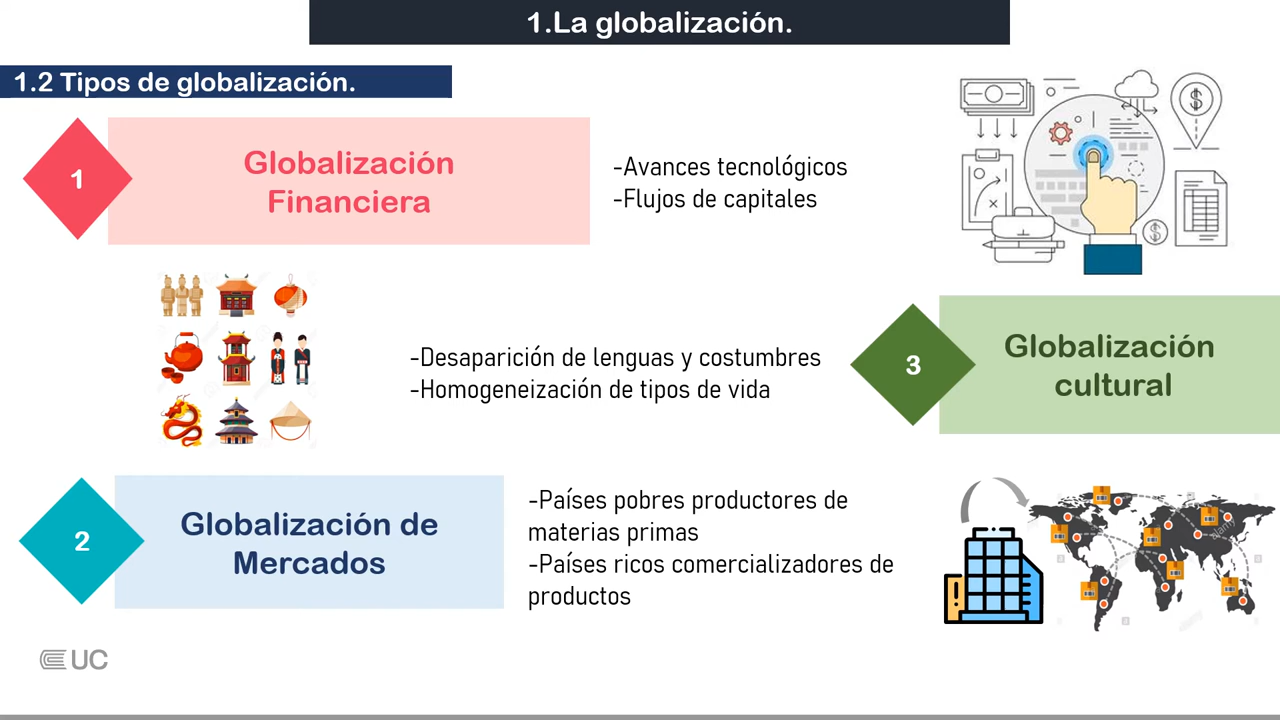 1.La globalización.
1.2 Tipos de globalización.
1
Globalización
Financiera
-Avances tecnológicos
-Flujos de capitales
-Desaparición de lenguas y costumbres
-Homogeneización de tipos de vida
3
Globalización
cultural
2
Globalización de
Mercados
-Países pobres productores de
materias primas
-Países ricos comercializadores de
productos
UC